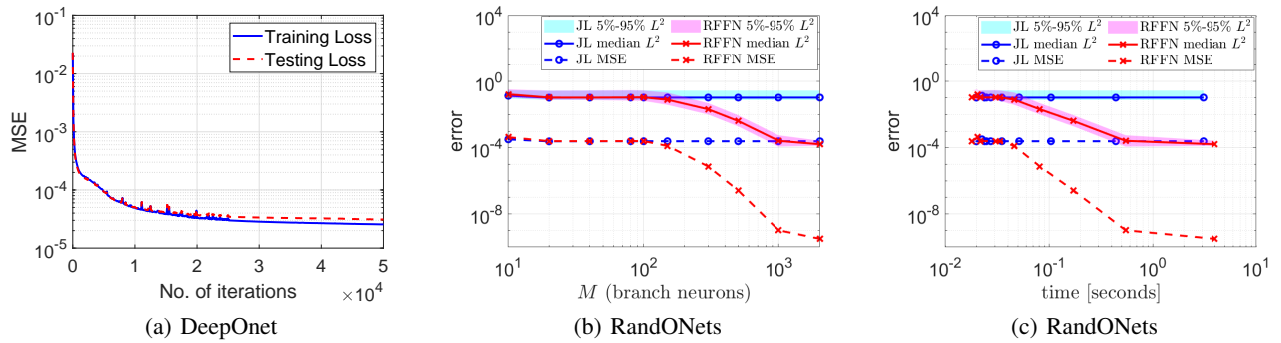 10^{-1}
10^{-2}
10^{-3}
10^{-4}
10^{-5}
MSE
Training Loss
Testing Loss
0 1 2 3 4 5
No. of iterations ×10^4
(a) DeepOnet
JL 5%-95% L^2 RFFN 5%-95% L^2
JL median L^2 RFFN median L^2
JL MSE RFFN MSE
10^0
10^{-4}
10^{-8}
error
10^1 10^2 10^3
M (branch neurons)
(b) RandONets
JL 5%-95% L^2 RFFN 5%-95% L^2
JL median L^2 RFFN median L^2
JL MSE RFFN MSE
10^0
10^{-4}
10^{-8}
error
10^{-2} 10^{-1} 10^0 10^1
time [seconds]
(c) RandONets